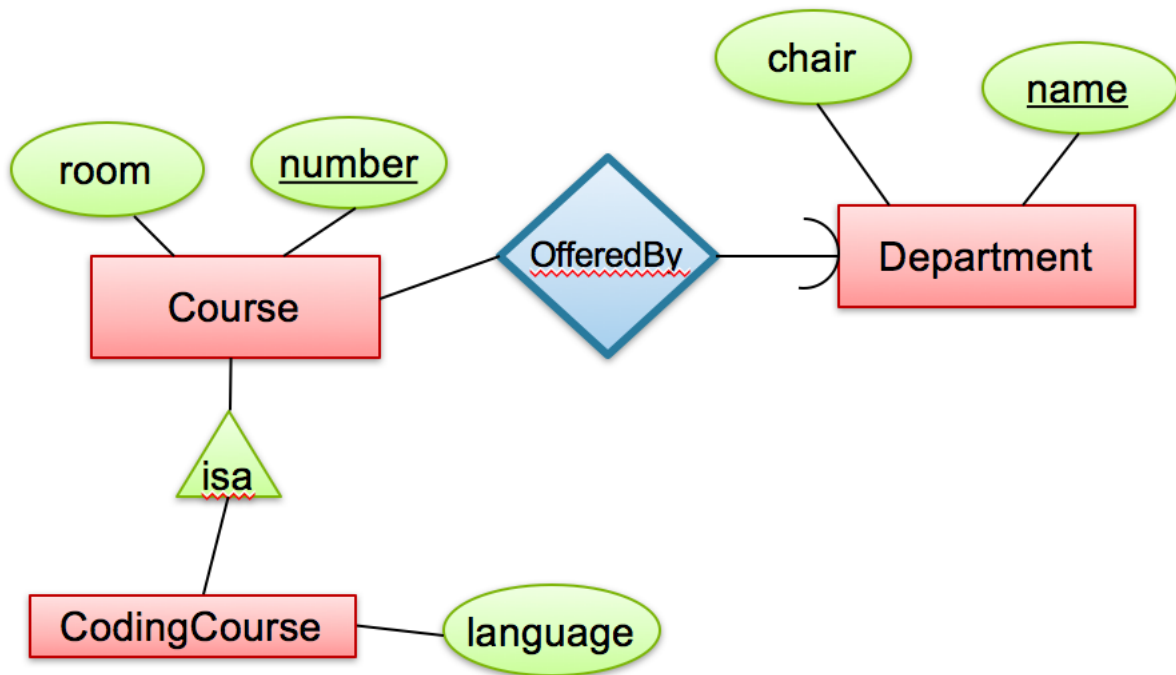 chair
name
room
number
OfferedBy
Department
Course
isa
CodingCourse
language